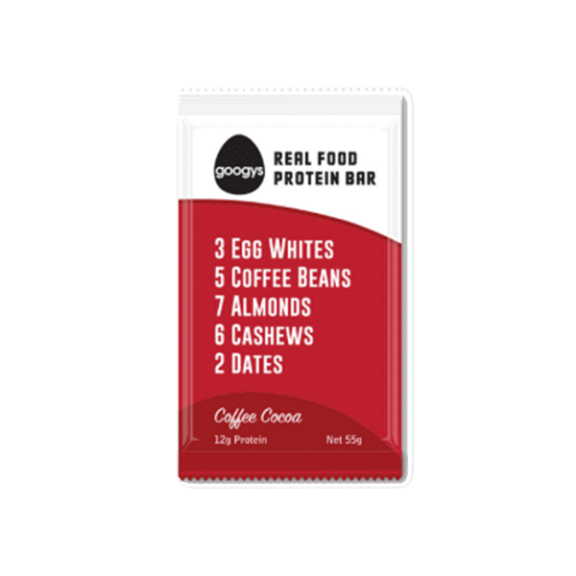 googys
REAL FOOD
PROTEIN BAR
3 EGG WHITES
5 COFFEE BEANS
7 ALMONDS
6 CASHEWS
2 DATES
Coffee Cocoa
12g Protein Net 55g